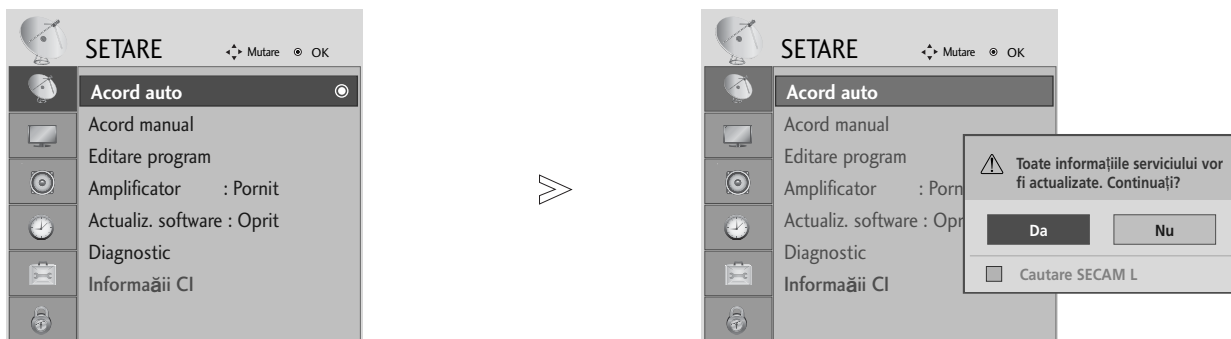 SETARE Mutare OK
Acord auto
Acord manual
Editare program
Amplificator : Pornit
Actualiz. software : Oprit
Diagnostic
Informaăii CI
SETARE Mutare OK
Acord auto
Acord manual
Editare program
Amplificator : Porn
Actualiz. software : Opr
Diagnostic
Informaăii CI
Toate informațiile serviciului vor
fi actualizate. Continuați?
Da Nu
Cautare SECAM L